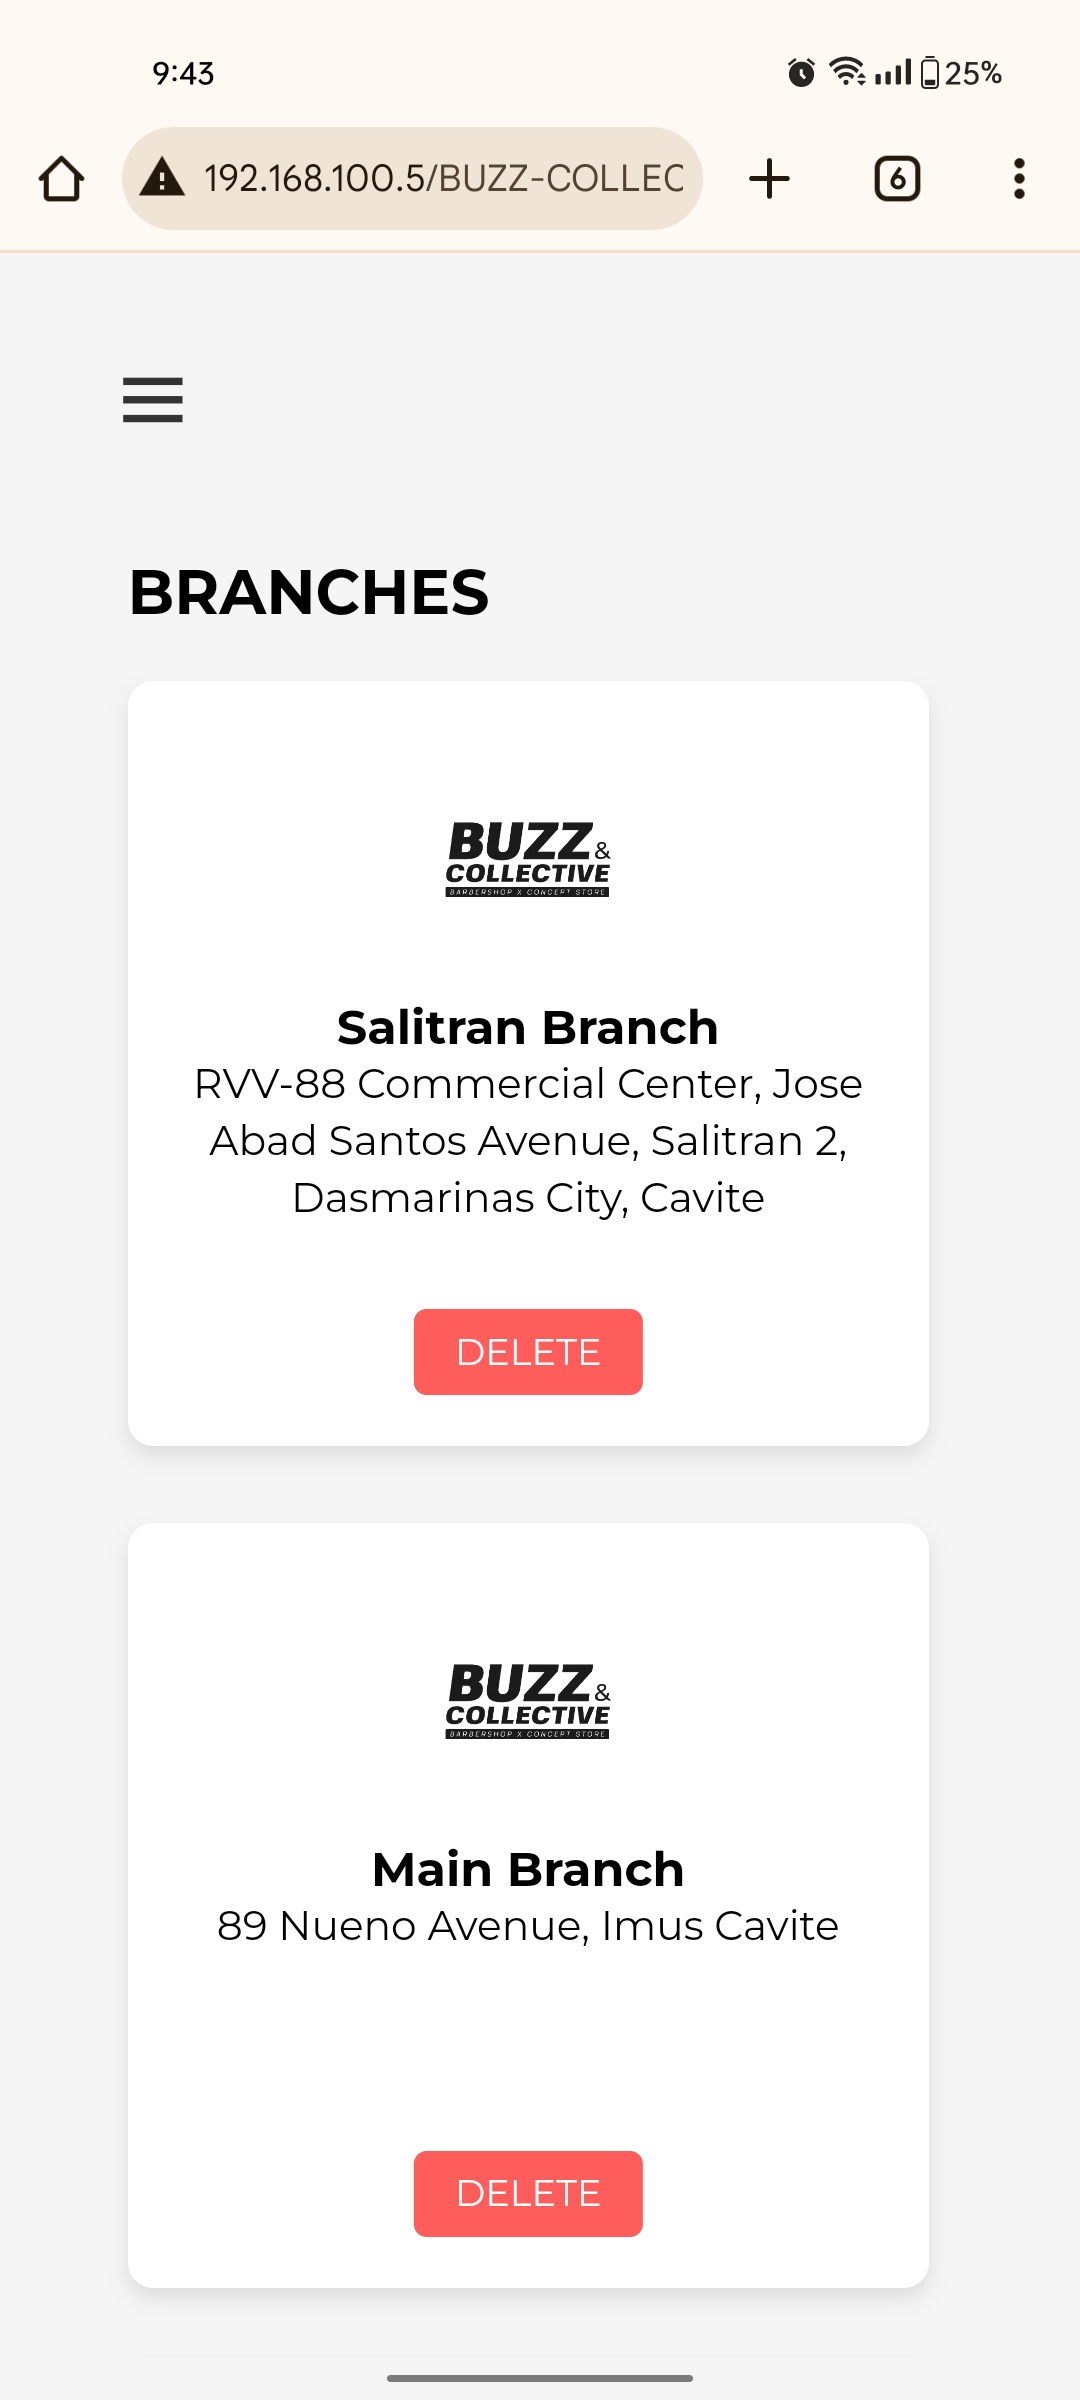 9:43
25%
192.168.100.5/BUZZ-COLLEC
6
BRANCHES
BUZZ &
COLLECTIVE
BARBERSHOP X CONCEPT STORE
Salitran Branch
RVV-88 Commercial Center, Jose
Abad Santos Avenue, Salitran 2,
Dasmarinas City, Cavite
DELETE
BUZZ &
COLLECTIVE
BARBERSHOP X CONCEPT STORE
Main Branch
89 Nueno Avenue, Imus Cavite
DELETE